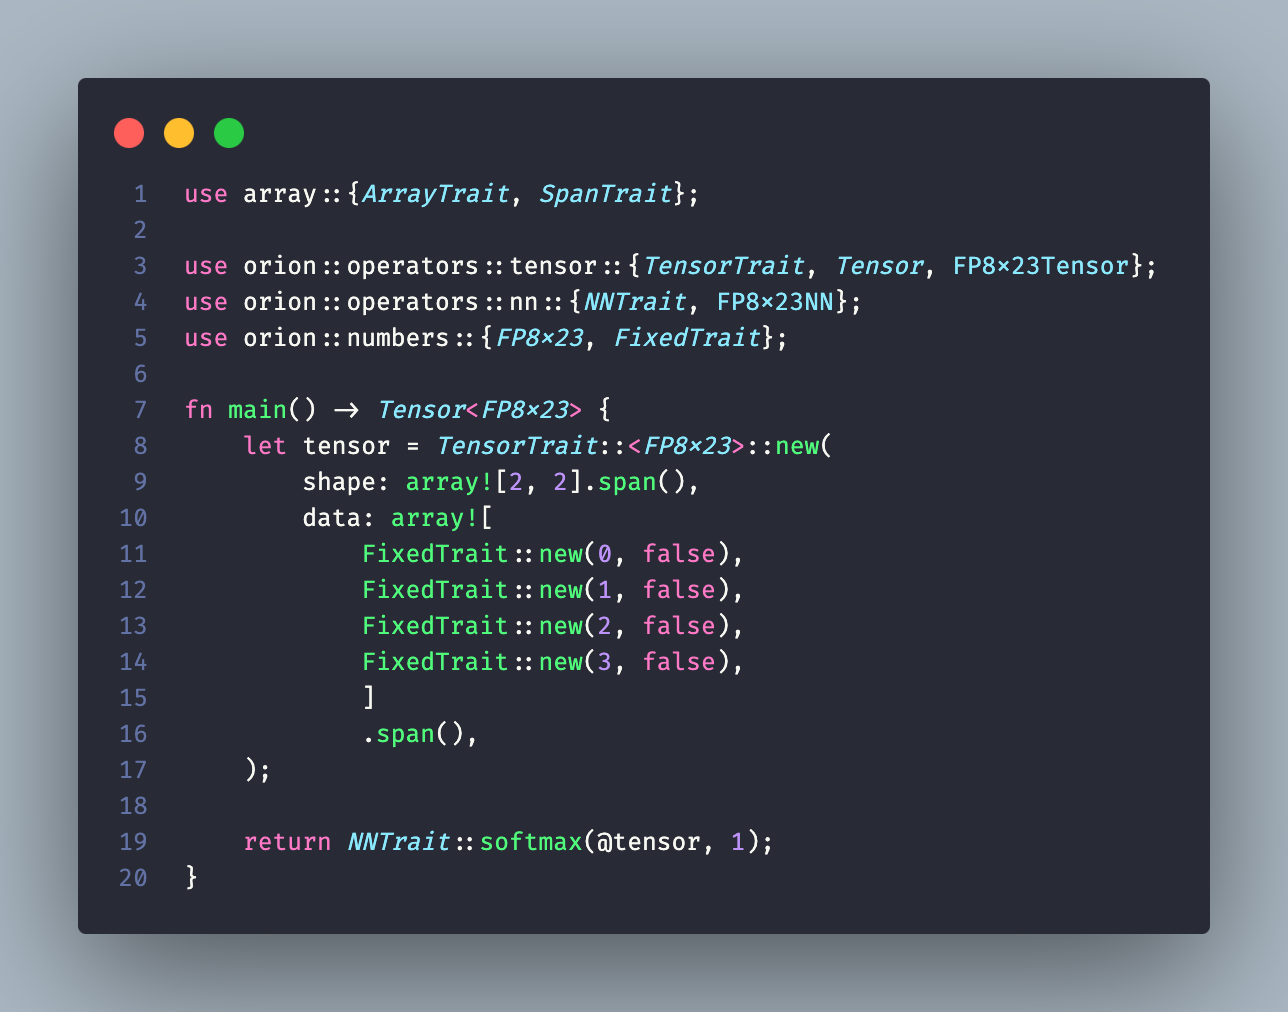 1 use array::{ArrayTrait, SpanTrait};
2
3 use orion::operators::tensor::{TensorTrait, Tensor, FP8x23Tensor};
4 use orion::operators::nn::{NNTrait, FP8x23NN};
5 use orion::numbers::{FP8x23, FixedTrait};
6
7 fn main() -> Tensor<FP8x23> {
8     let tensor = TensorTrait::<FP8x23>::new(
9         shape: array![2, 2].span(),
10         data: array![
11             FixedTrait::new(0, false),
12             FixedTrait::new(1, false),
13             FixedTrait::new(2, false),
14             FixedTrait::new(3, false),
15             ]
16             .span(),
17     );
18
19     return NNTrait::softmax(@tensor, 1);
20 }